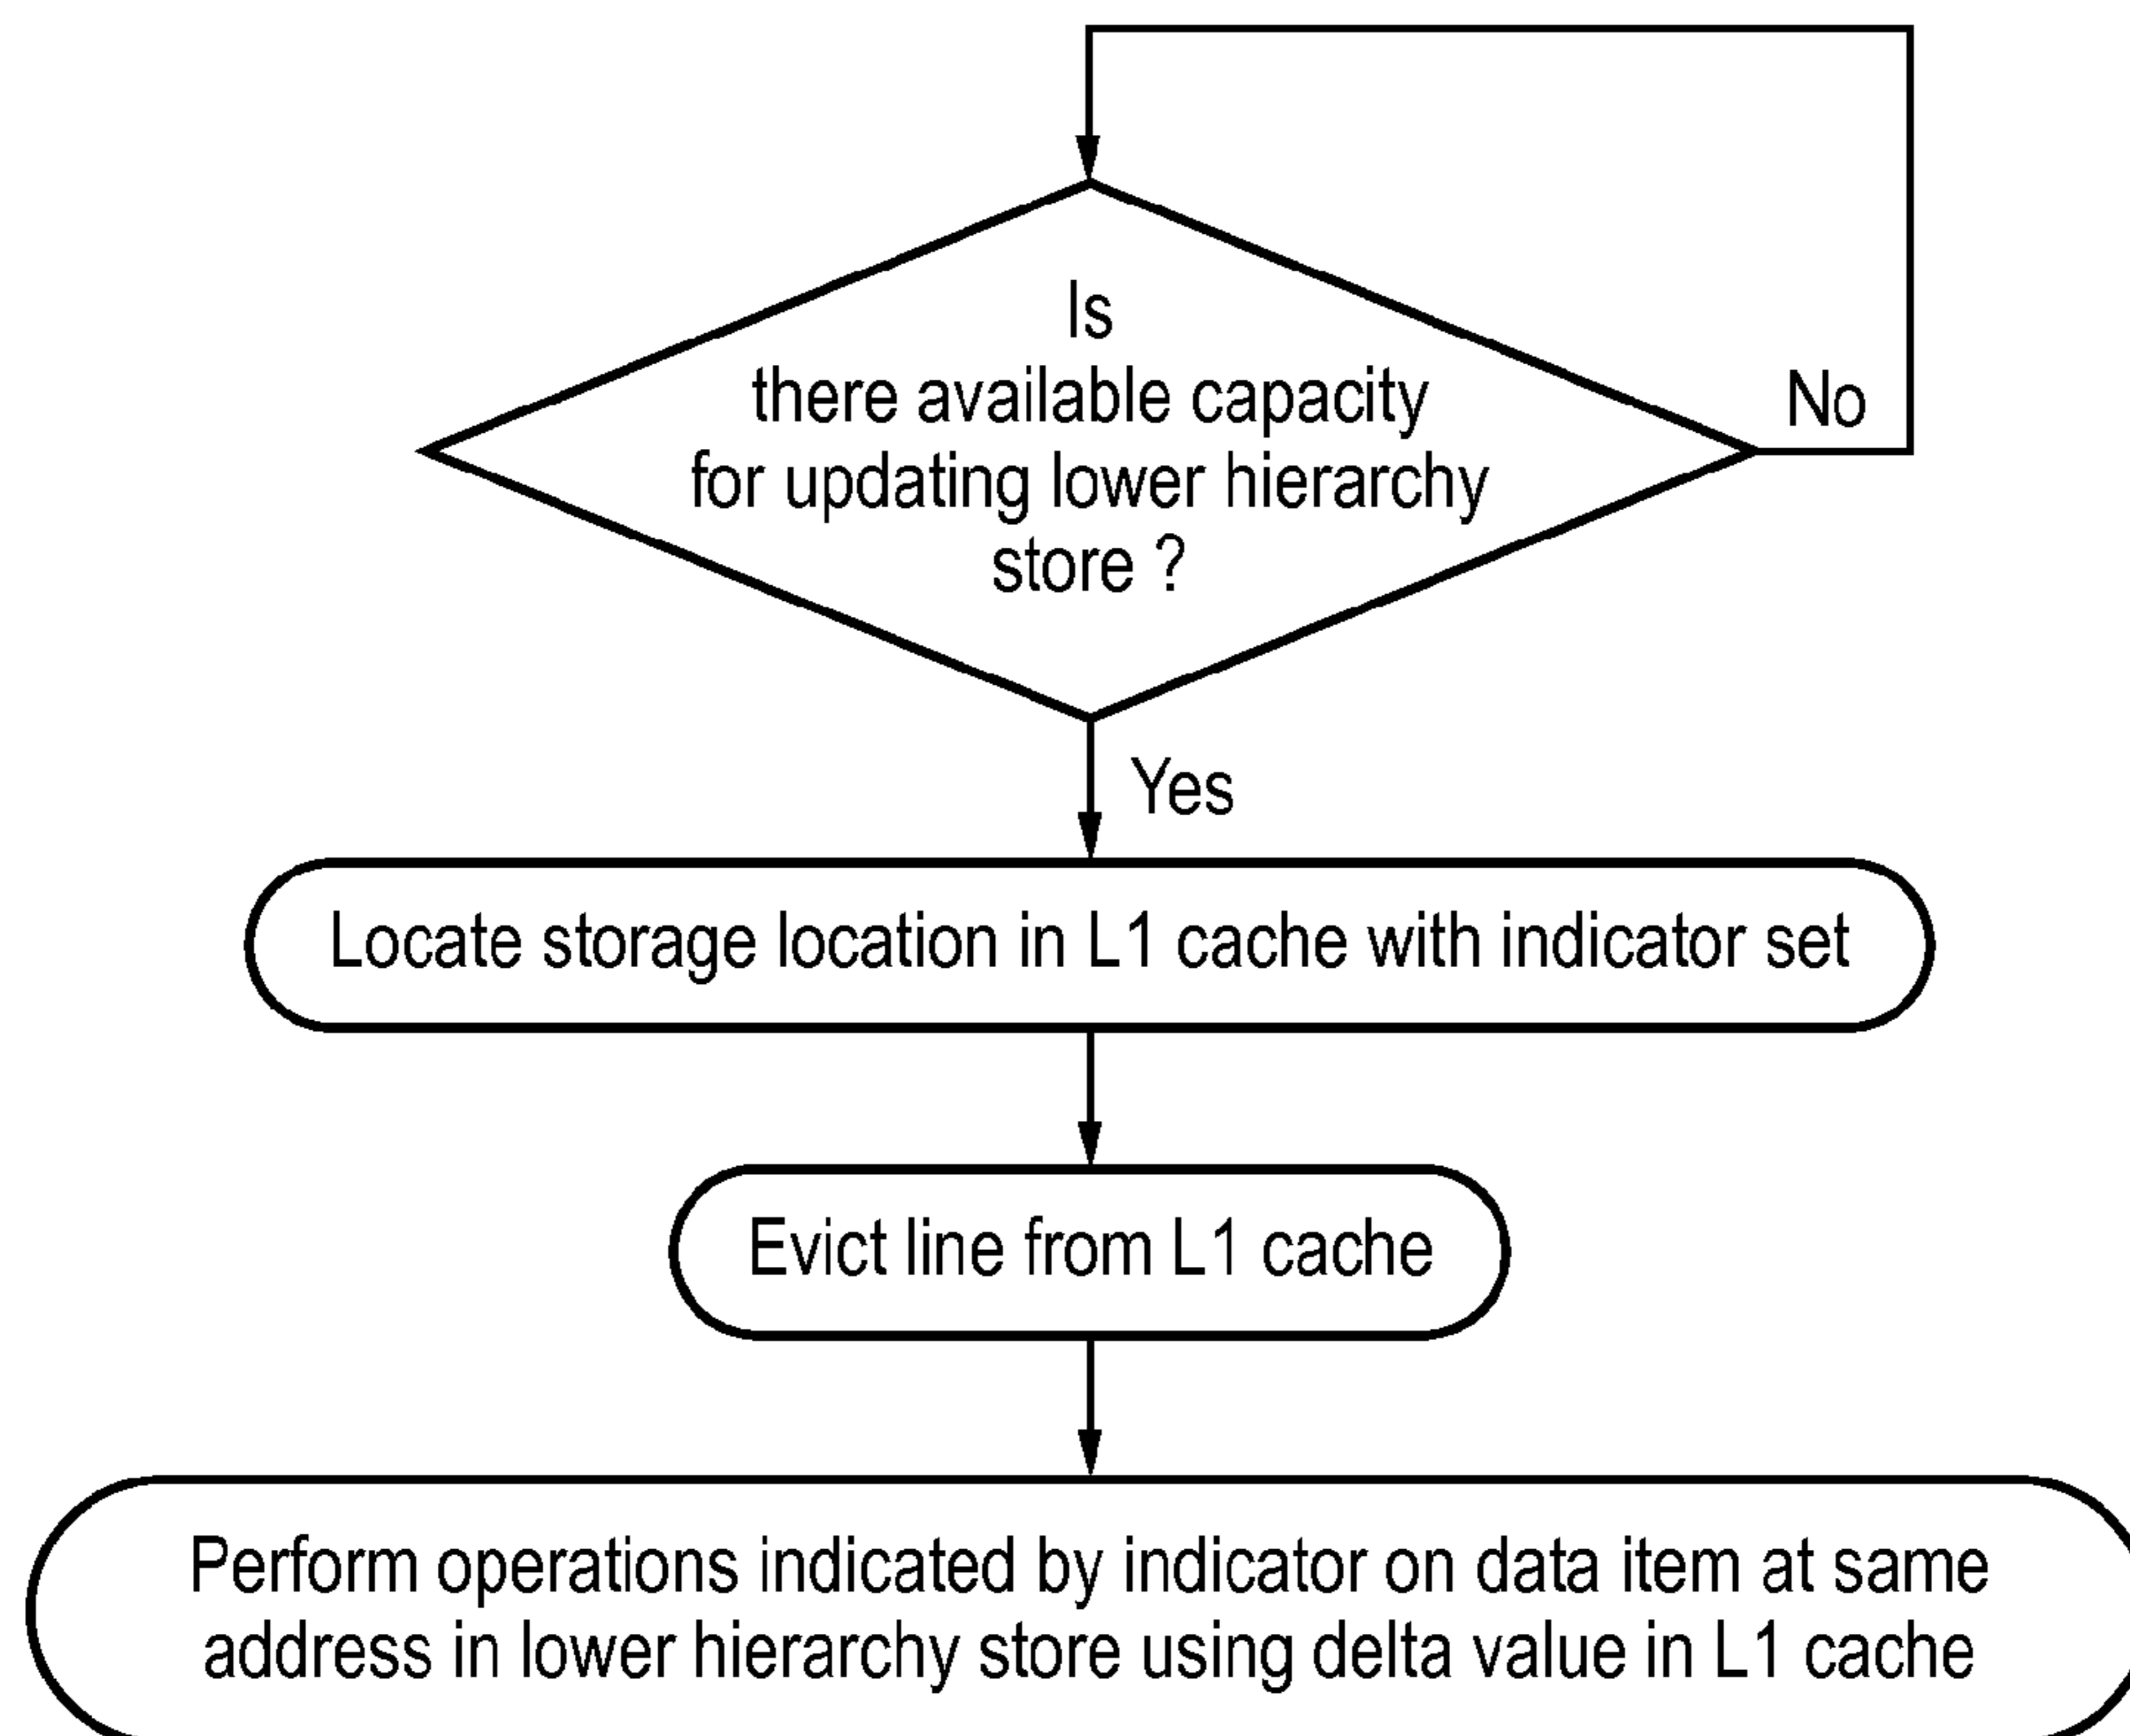 Is
there available capacity
for updating lower hierarchy
store ?
No
Yes
Locate storage location in L1 cache with indicator set
Evict line from L1 cache
Perform operations indicated by indicator on data item at same
address in lower hierarchy store using delta value in L1 cache